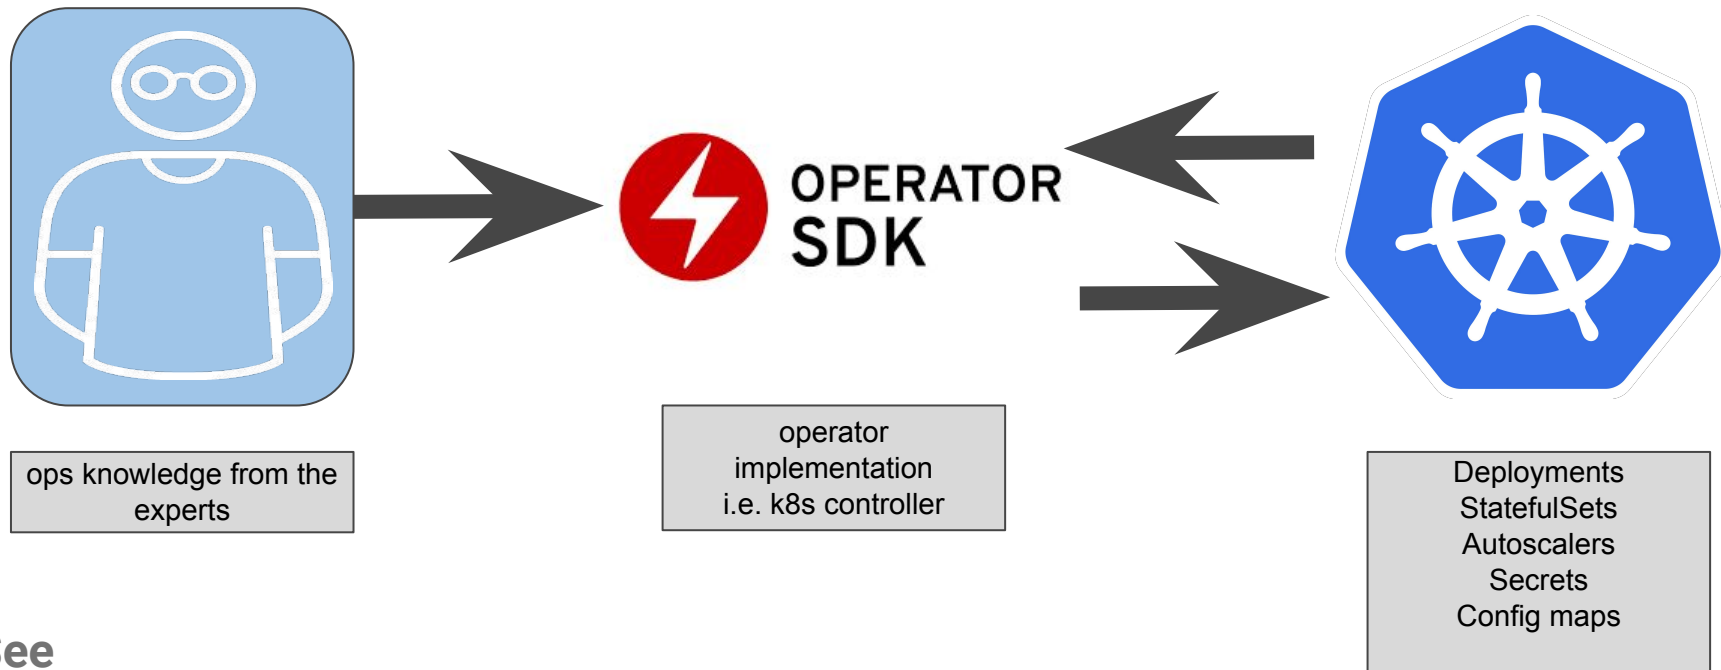 OPERATOR
SDK
ops knowledge from the
experts
operator
implementation
i.e. k8s controller
Deployments
StatefulSets
Autoscalers
Secrets
Config maps